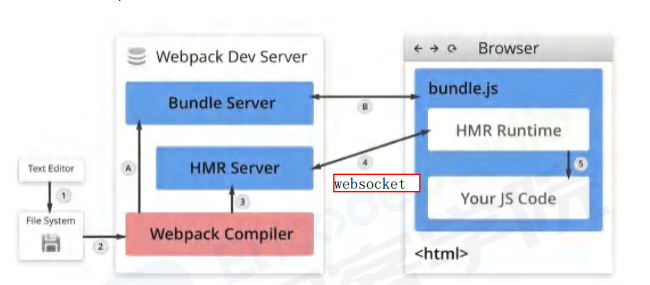 Webpack Dev Server
← → Browser
Bundle Server
B
bundle.js
HMR Runtime
A
HMR Server
4
5
websocket
Text Editor
1
3
Your JS Code
File System
2
Webpack Compiler
<html>